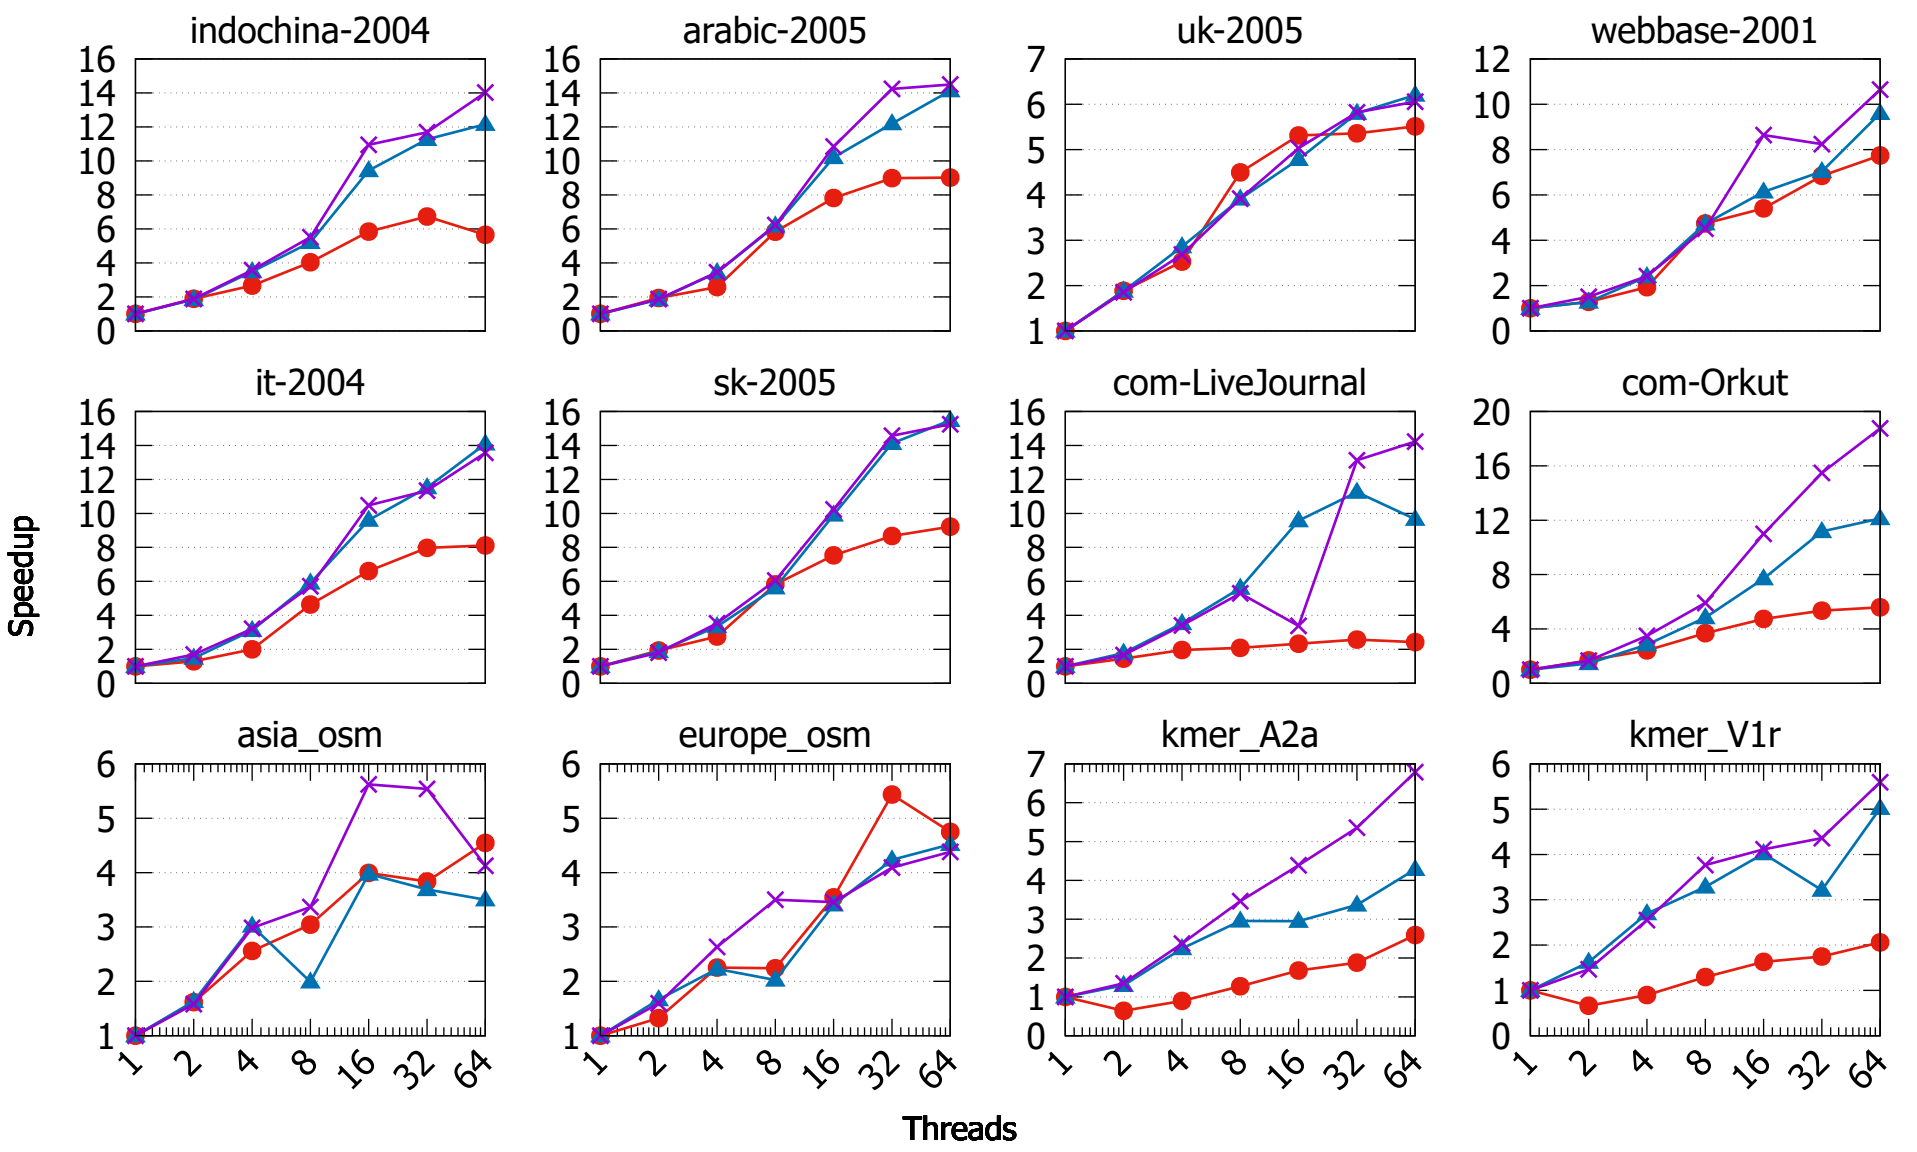 indochina-2004 arabic-2005 uk-2005 webbase-2001
16 16 7 12
14 14 6 10
12 12 5 8
10 10 4 6
8 8 3 4
6 6 2 2
4 4 1 0
2 2
0 0
it-2004 sk-2005 com-LiveJournal com-Orkut
16 16 16 20
14 14 14 16
12 12 12 12
10 10 10 8
8 8 8 4
6 6 6 0
4 4 4
2 2 2
0 0 0
Speedup
asia_osm europe_osm kmer_A2a kmer_V1r
6 6 7 6
5 5 6 5
4 4 5 4
3 3 4 3
2 2 3 2
1 1 2 1
1 0
0
1 2 4 8 16 32 64 1 2 4 8 16 32 64 1 2 4 8 16 32 64 1 2 4 8 16 32 64
Threads